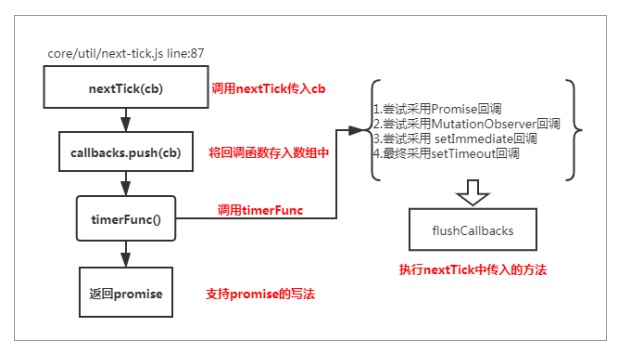 core/util/next-tick.js line:87
nextTick(cb)
调用nextTick传入cb
callbacks.push(cb)
将回调函数存入数组中
timerFunc()
调用timerFunc
返回promise
支持promise的写法
1.尝试采用Promise回调
2.尝试采用MutationObserver回调
3.尝试采用 setImmediate回调
4.最终采用setTimeout回调
flushCallbacks
执行nextTick中传入的方法